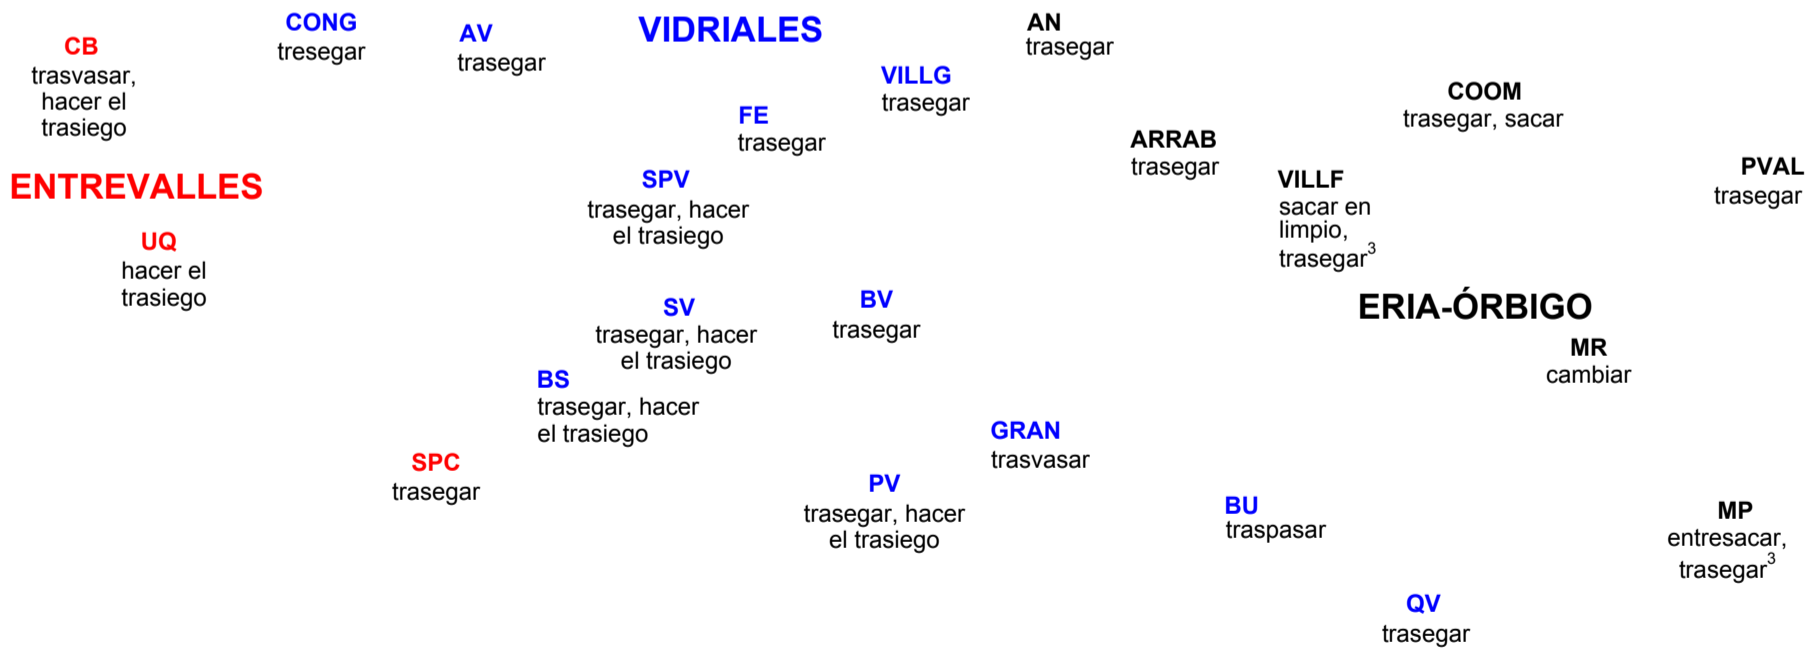 CB
trasvasar,
hacer el
trasiego
CONG
tresegar
AV
trasegar
VIDRIALES
AN
trasegar
VILLG
trasegar
FE
trasegar
COOM
trasegar, sacar
ARRAB
trasegar
PVAL
trasegar
ENTREVALLES
SPV
trasegar, hacer
el trasiego
VILLF
sacar en
limpio,
trasegar³
UQ
hacer el
trasiego
SV
trasegar, hacer
el trasiego
BV
trasegar
ERIA-ÓRBIGO
MR
cambiar
BS
trasegar, hacer
el trasiego
GRAN
trasvasar
SPC
trasegar
PV
trasegar, hacer
el trasiego
BU
traspasar
MP
entresacar,
trasegar³
QV
trasegar